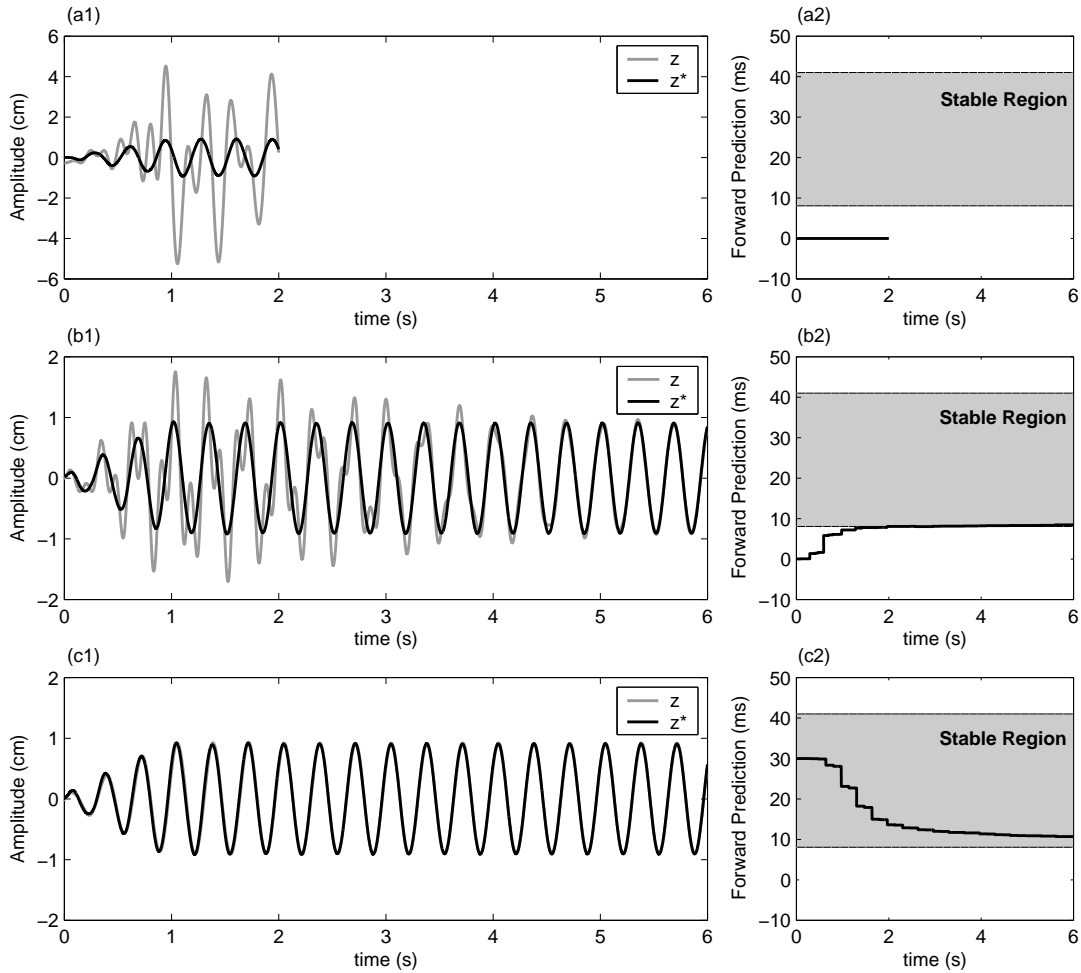 (a1)
Amplitude (cm)
6
4
2
0
−2
−4
−6
z
z*
0
1
2
3
4
5
6
time (s)
(a2)
Forward Prediction (ms)
50
40
30
20
10
0
−10
Stable Region
0
2
4
6
time (s)
(b1)
Amplitude (cm)
2
1
0
−1
−2
z
z*
0
1
2
3
4
5
6
time (s)
(b2)
Forward Prediction (ms)
50
40
30
20
10
0
−10
Stable Region
0
2
4
6
time (s)
(c1)
Amplitude (cm)
2
1
0
−1
−2
z
z*
0
1
2
3
4
5
6
time (s)
(c2)
Forward Prediction (ms)
50
40
30
20
10
0
−10
Stable Region
0
2
4
6
time (s)